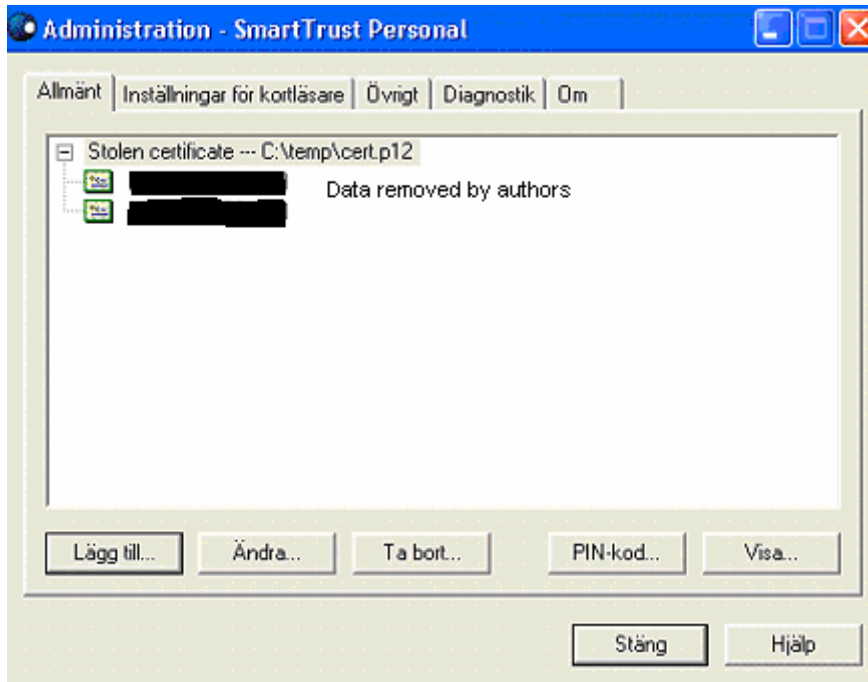 Administration - SmartTrust Personal
Allmänt Inställningar för kortläsare Övrigt Diagnostik Om
Stolen certificate --- C:\temp\cert.p12
Data removed by authors
Lägg till... Ändra... Ta bort... PIN-kod... Visa...
Stäng Hjälp